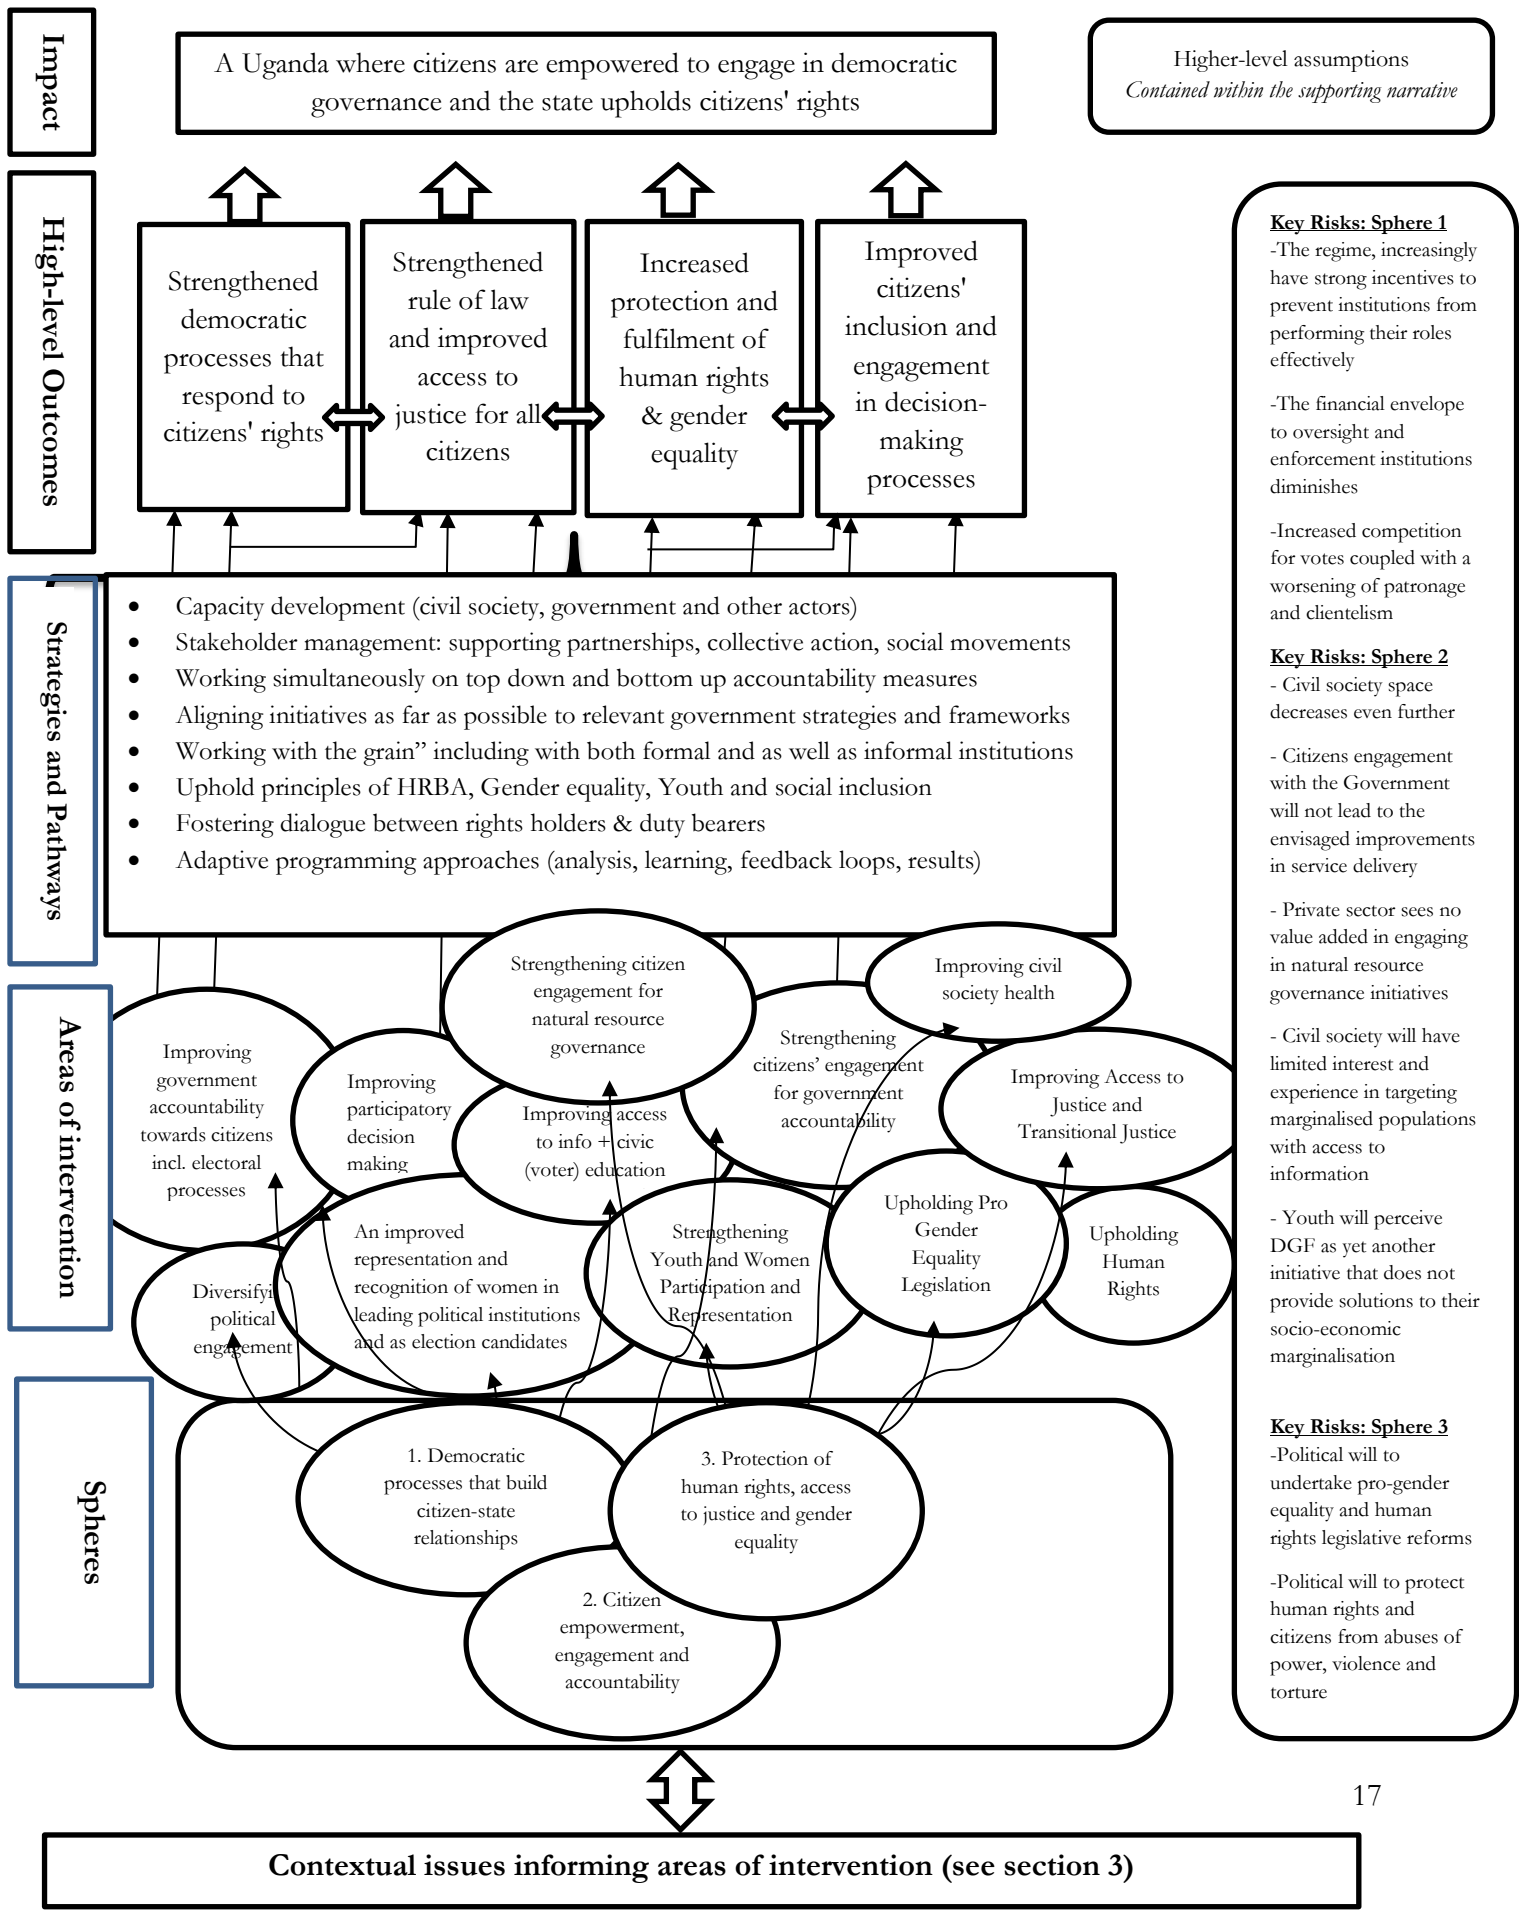 Impact
A Uganda where citizens are empowered to engage in democratic
governance and the state upholds citizens' rights
Higher-level assumptions
Contained within the supporting narrative
High-level Outcomes
Strengthened
democratic
processes that
respond to
citizens' rights
Strengthened
rule of law
and improved
access to
justice for all
citizens
Increased
protection and
fulfilment of
human rights
& gender
equality
Improved
citizens'
inclusion and
engagement
in decision-
making
processes
Strategies and Pathways
• Capacity development (civil society, government and other actors)
• Stakeholder management: supporting partnerships, collective action, social movements
• Working simultaneously on top down and bottom up accountability measures
• Aligning initiatives as far as possible to relevant government strategies and frameworks
• Working with the grain” including with both formal and as well as informal institutions
• Uphold principles of HRBA, Gender equality, Youth and social inclusion
• Fostering dialogue between rights holders & duty bearers
• Adaptive programming approaches (analysis, learning, feedback loops, results)
Areas of intervention
Improving
government
accountability
towards citizens
incl. electoral
processes
Improving
participatory
decision
making
Strengthening citizen
engagement for
natural resource
governance
Improving access
to info + civic
(voter) education
Strengthening
citizens’ engagement
for government
accountability
Improving civil
society health
Improving Access to
Justice and
Transitional Justice
Diversifyi
political
engagement
An improved
representation and
recognition of women in
leading political institutions
and as election candidates
Strengthening
Youth and Women
Participation and
Representation
Upholding Pro
Gender
Equality
Legislation
Upholding
Human
Rights
Spheres
1. Democratic
processes that build
citizen-state
relationships
2. Citizen
empowerment,
engagement and
accountability
3. Protection of
human rights, access
to justice and gender
equality
Key Risks: Sphere 1
-The regime, increasingly
have strong incentives to
prevent institutions from
performing their roles
effectively
-The financial envelope
to oversight and
enforcement institutions
diminishes
-Increased competition
for votes coupled with a
worsening of patronage
and clientelism
Key Risks: Sphere 2
- Civil society space
decreases even further
- Citizens engagement
with the Government
will not lead to the
envisaged improvements
in service delivery
- Private sector sees no
value added in engaging
in natural resource
governance initiatives
- Civil society will have
limited interest and
experience in targeting
marginalised populations
with access to
information
- Youth will perceive
DGF as yet another
initiative that does not
provide solutions to their
socio-economic
marginalisation
Key Risks: Sphere 3
-Political will to
undertake pro-gender
equality and human
rights legislative reforms
-Political will to protect
human rights and
citizens from abuses of
power, violence and
torture
17
Contextual issues informing areas of intervention (see section 3)